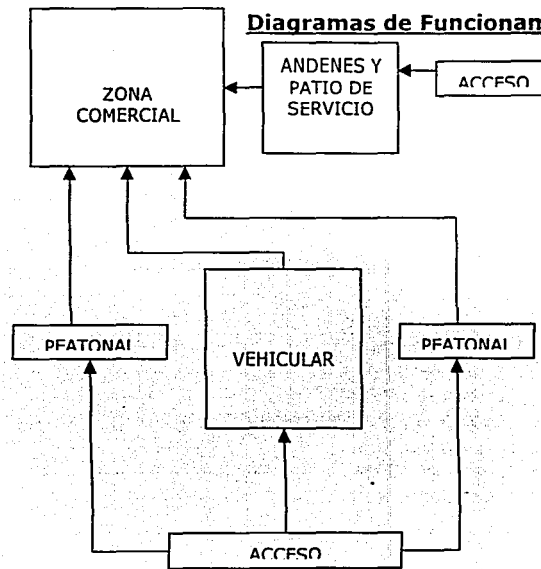 Diagramas de Funcionam
ZONA
COMERCIAL
ANDENES Y
PATIO DE
SERVICIO
ACCESO
PEATONAL
VEHICULAR
PEATONAL
ACCESO